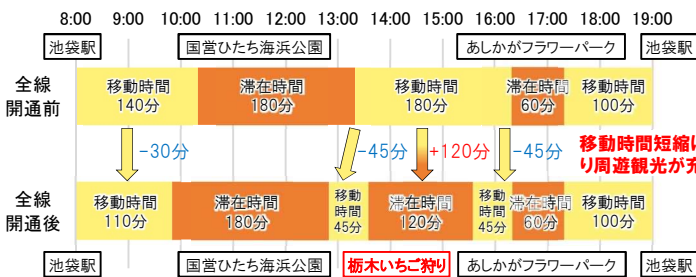 8:00 9:00 10:00 11:00 12:00 13:00 14:00 15:00 16:00 17:00 18:00 19:00
池袋駅 国営ひたち海浜公園 あしかがフラワーパーク 池袋駅
全線
開通前
移動時間
140分
滞在時間
180分
移動時間
180分
滞在時間
60分
移動時間
100分
-30分 -45分 +120分 -45分
移動時間短縮に
り周遊観光が充
全線
開通後
移動時間
110分
滞在時間
180分
移動
時間
45分
滞在時間
120分
移動
時間
45分
滞在時間
60分
移動時間
100分
池袋駅 国営ひたち海浜公園 栃木いちご狩り あしかがフラワーパーク 池袋駅